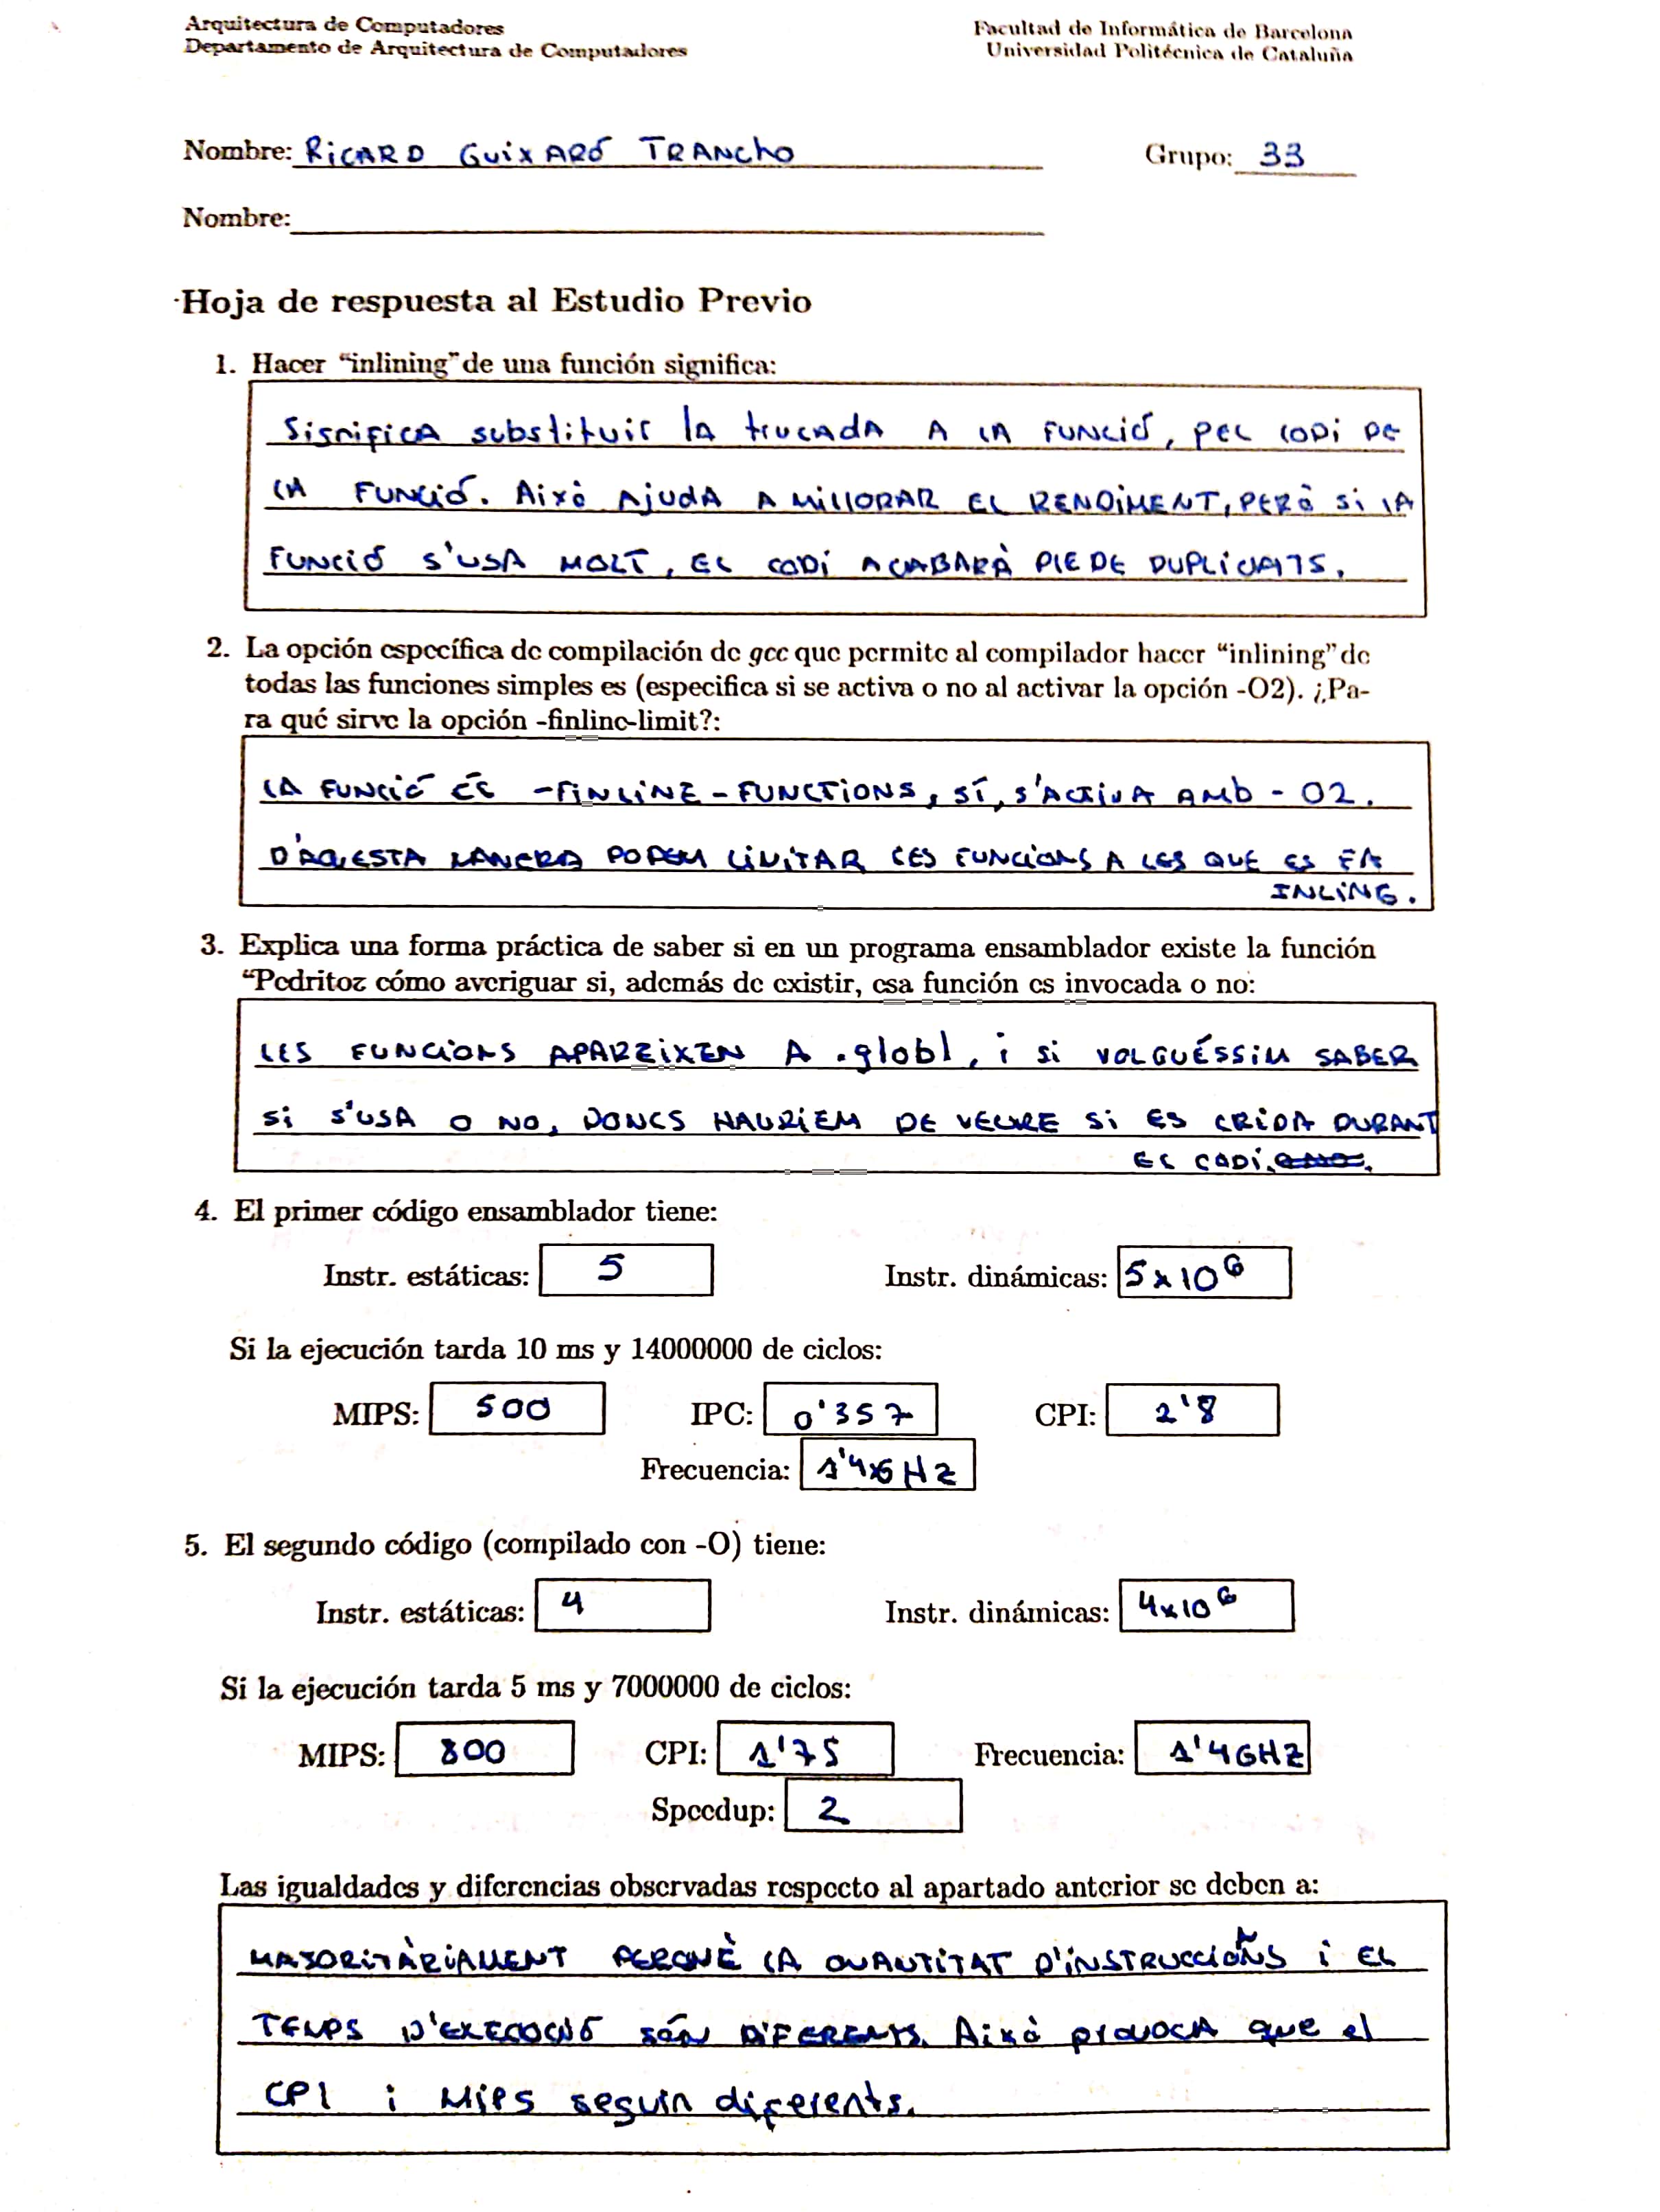 Arquitectura de Computadores
Departamento de Arquitectura de Computadores
Facultad de Informática de Barcelona
Universidad Politécnica de Cataluña
Nombre: RICARD GUIXARÓ TRANCHO
Grupo: 33
Nombre:
Hoja de respuesta al Estudio Previo
1. Hacer “inlining”de una función significa:
Significa substituir la trucada A LA FUNCIÓ, PEL CODI DE
LA FUNCIÓ. Això AJUDA A MILLORAR EL RENDIMENT, PERÒ SI LA
FUNCIÓ S'USA MOLT, EL CODI ACABARÀ PLE DE DUPLICATS.
2. La opción específica de compilación de gcc que permite al compilador hacer “inlining”de
todas las funciones simples es (especifica si se activa o no al activar la opción -O2). ¿Pa-
ra qué sirve la opción -finline-limit?:
LA FUNCIÓ ÉS -FINLINE-FUNCTIONS, SÍ, S'ACTIVA AMB -O2.
D'AQUESTA MANERA PODEM LIMITAR LES FUNCIONS A LES QUE ES FA
INLING.
3. Explica una forma práctica de saber si en un programa ensamblador existe la función
“Pedritoz cómo averiguar si, además de existir, esa función es invocada o no:
LES FUNCIONS APAREIXEN A .globl, i si VOLGUÉSSIM SABER
SI S'USA O NO, DONCS HAURIEM DE VEURE SI ES CRIDA DURANT
EL CODI.
4. El primer código ensamblador tiene:
Instr. estáticas: 5 Instr. dinámicas: 5x10⁶
Si la ejecución tarda 10 ms y 14000000 de ciclos:
MIPS: 500 IPC: 0'357 CPI: 2'8
Frecuencia: 1'4xGHz
5. El segundo código (compilado con -O) tiene:
Instr. estáticas: 4 Instr. dinámicas: 4x10⁶
Si la ejecución tarda 5 ms y 7000000 de ciclos:
MIPS: 800 CPI: 1'75 Frecuencia: 1'4GHZ
Speedup: 2
Las igualdades y diferencias observadas respecto al apartado anterior se deben a:
MAJORITÀRIAMENT PERQUÈ LA QUANTITAT D'INSTRUCCIONS i EL
TEMPS D'EXECUCIÓ SÓN DIFERENTS. Això provoca que el
CPI i MIPS seguin diferents.